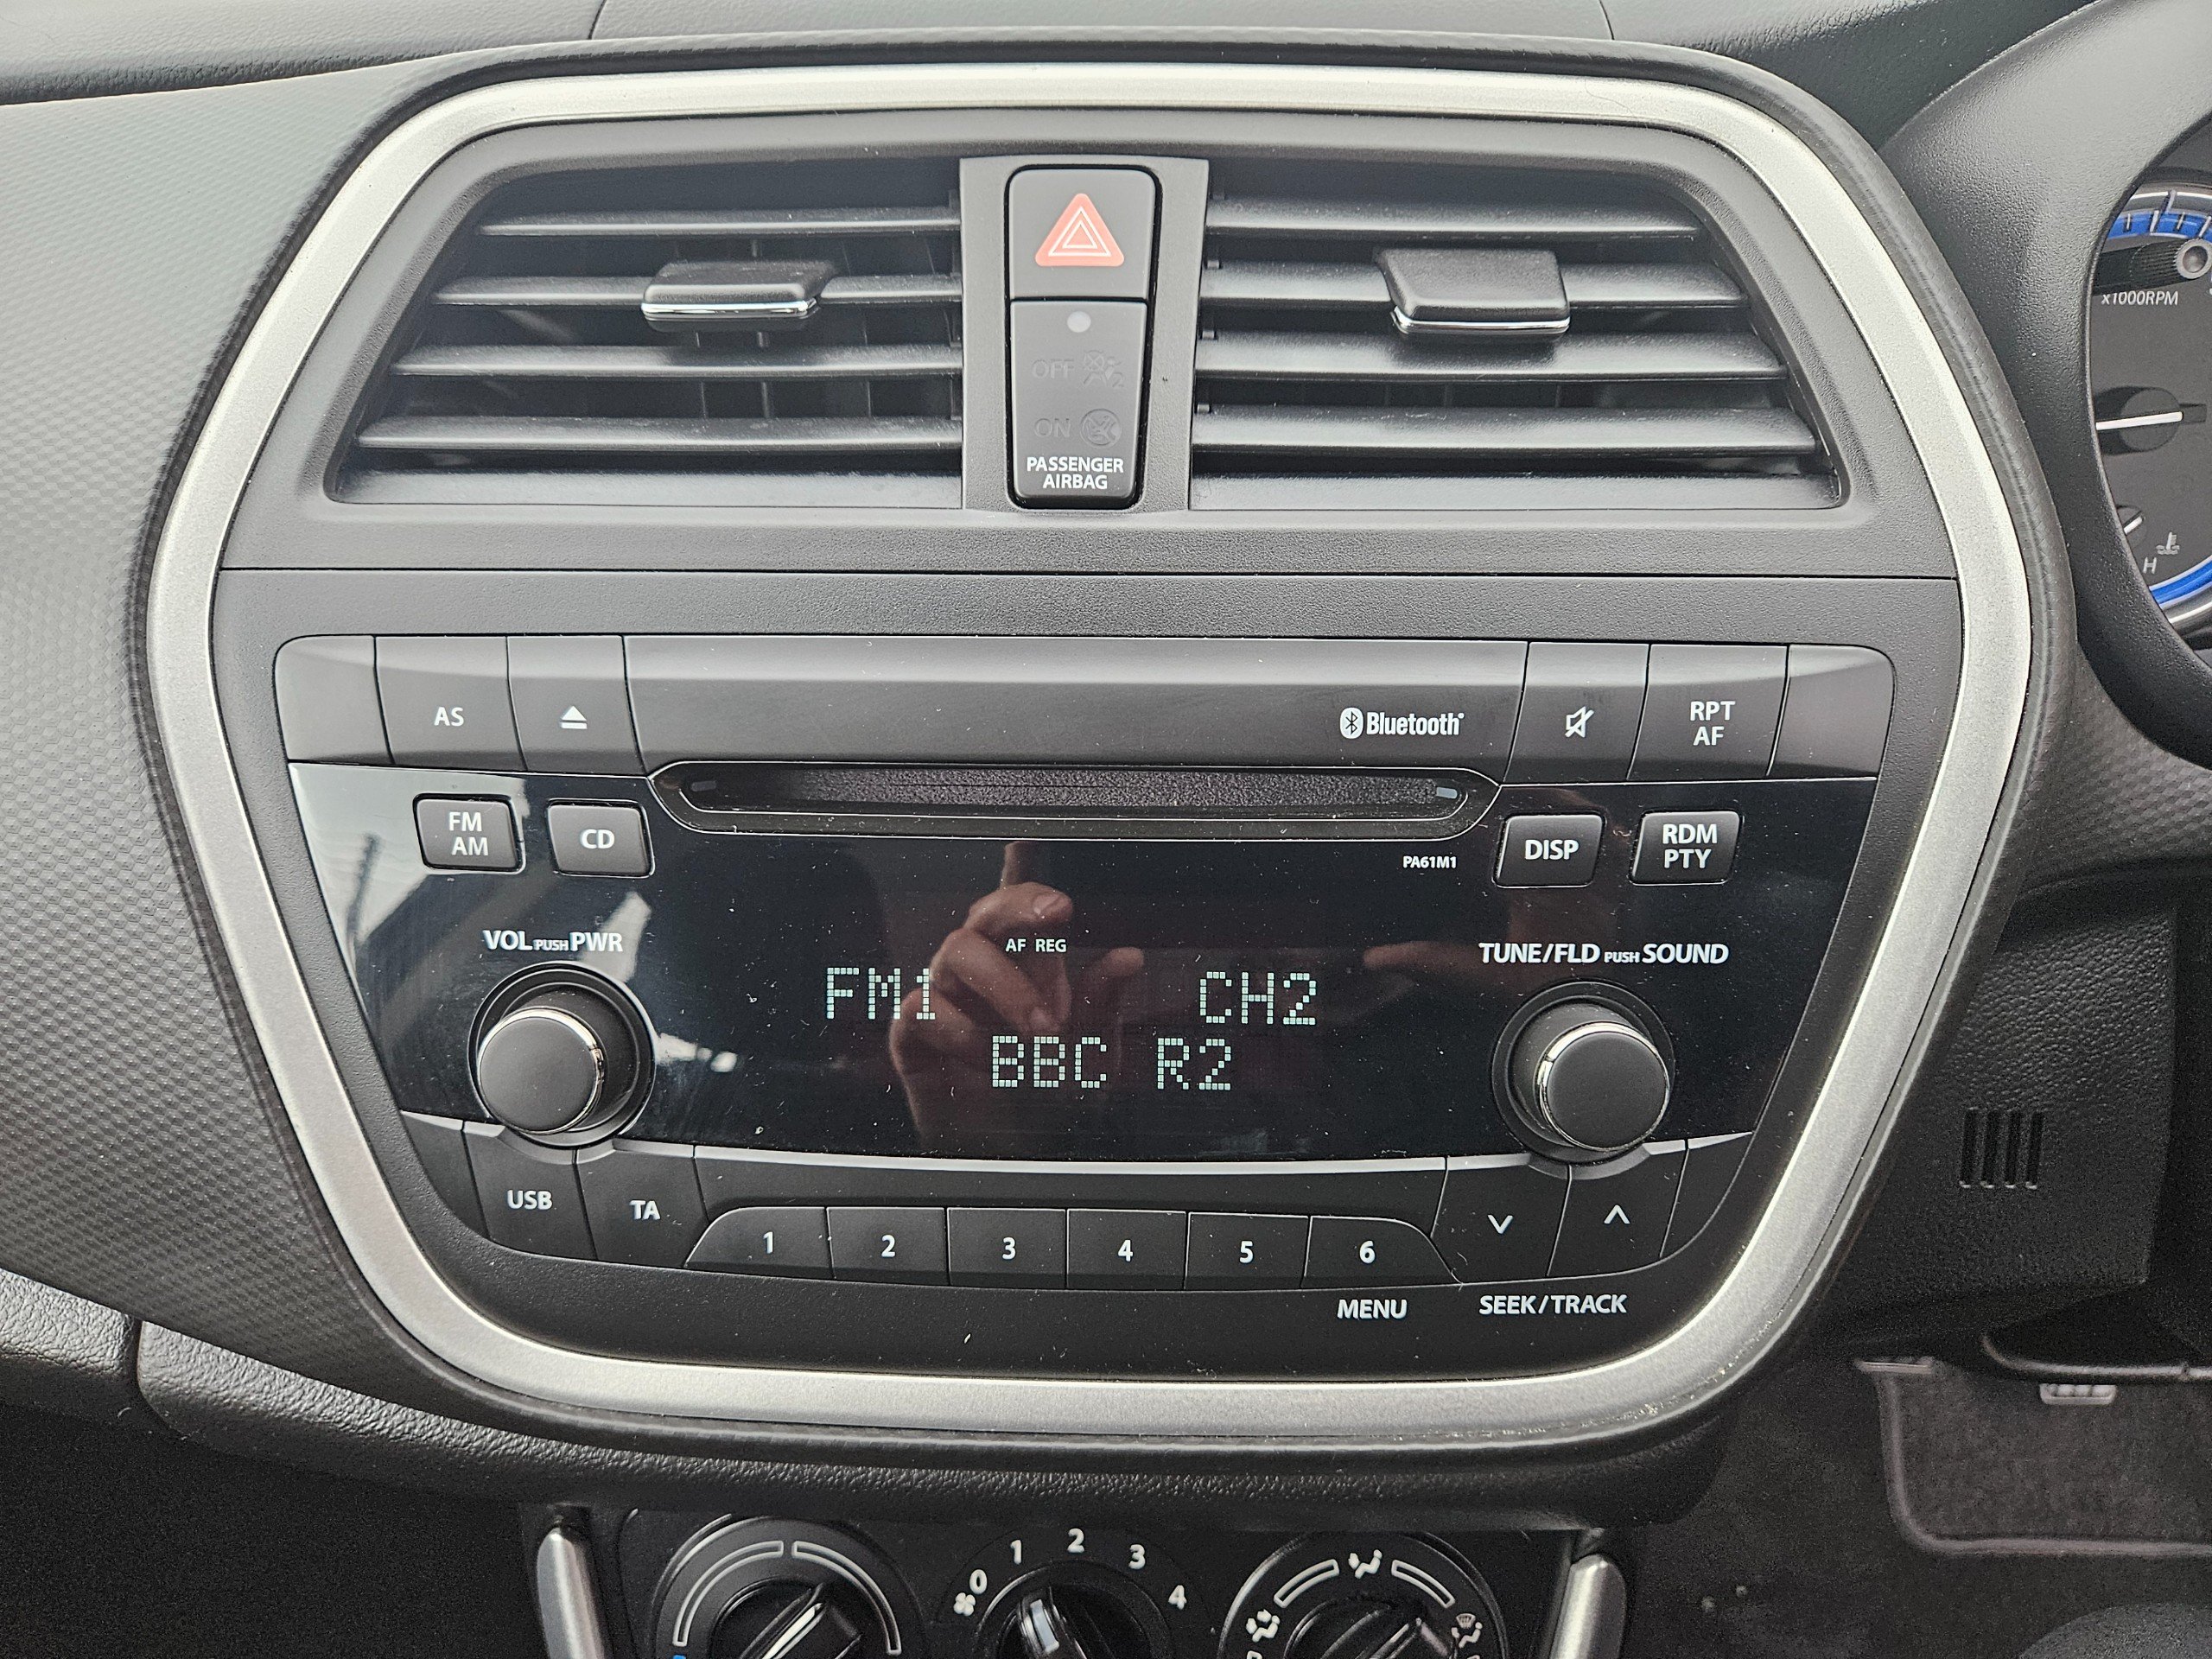 x1000RPM
OFF
ON
PASSENGER
AIRBAG
H
AS
Bluetooth
RPT
AF
FM
AM
CD
PA61M1
DISP
RDM
PTY
VOL PUSH PWR
AF REG
TUNE/FLD PUSH SOUND
FM1 CH2
BBC R2
USB
TA
1 2 3 4 5 6
MENU
SEEK/TRACK
0 1 2 3 4